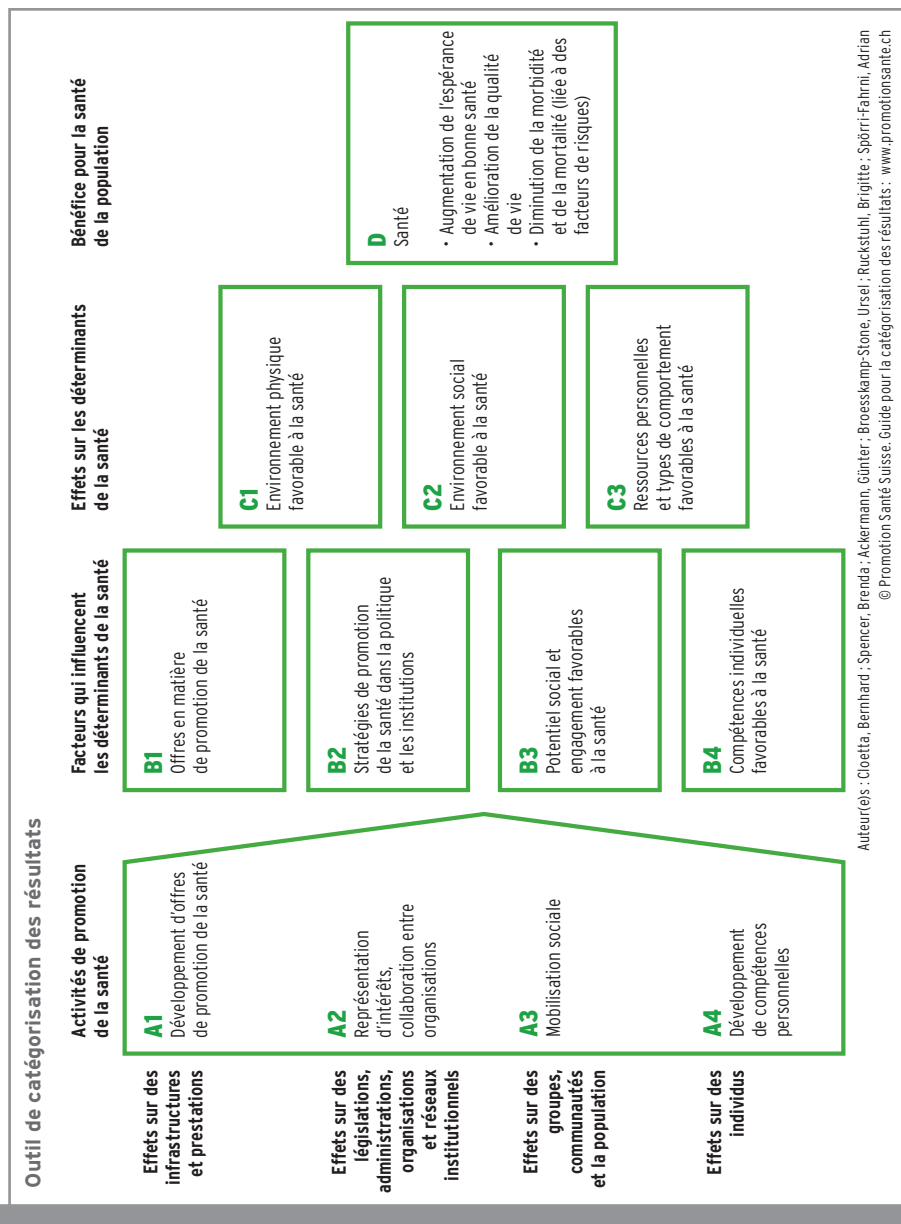 Outil de catégorisation des résultats
Activités de promotion
de la santé
Facteurs qui influencent
les déterminants de la santé
Effets sur les déterminants
de la santé
Bénéfice pour la santé
de la population
Effets sur des
infrastructures
et prestations
A1
Développement d'offres
de promotion de la santé
B1
Offres en matière
de promotion de la santé
C1
Environnement physique
favorable à la santé
Effets sur des
législations,
administrations,
organisations
et réseaux
institutionnels
A2
Représentation
d'intérêts,
collaboration entre
organisations
B2
Stratégies de promotion
de la santé dans la politique
et les institutions
C2
Environnement social
favorable à la santé
D
Santé
• Augmentation de l'espérance
de vie en bonne santé
• Amélioration de la qualité
de vie
• Diminution de la morbidité
et de la mortalité (liée à des
facteurs de risques)
Effets sur des
groupes,
communautés
et la population
A3
Mobilisation sociale
B3
Potentiel social et
engagement favorables
à la santé
C3
Ressources personnelles
et types de comportement
favorables à la santé
Effets sur des
individus
A4
Développement
de compétences
personnelles
B4
Compétences individuelles
favorables à la santé
Auteur(e)s : Cloetta, Bernhard ; Spencer, Brenda ; Ackermann, Günter ; Broesskamp-Stone, Ursel ; Ruckstuhl, Brigitte ; Spörri-Fahrni, Adrian
© Promotion Santé Suisse. Guide pour la catégorisation des résultats : www.promotionsante.ch